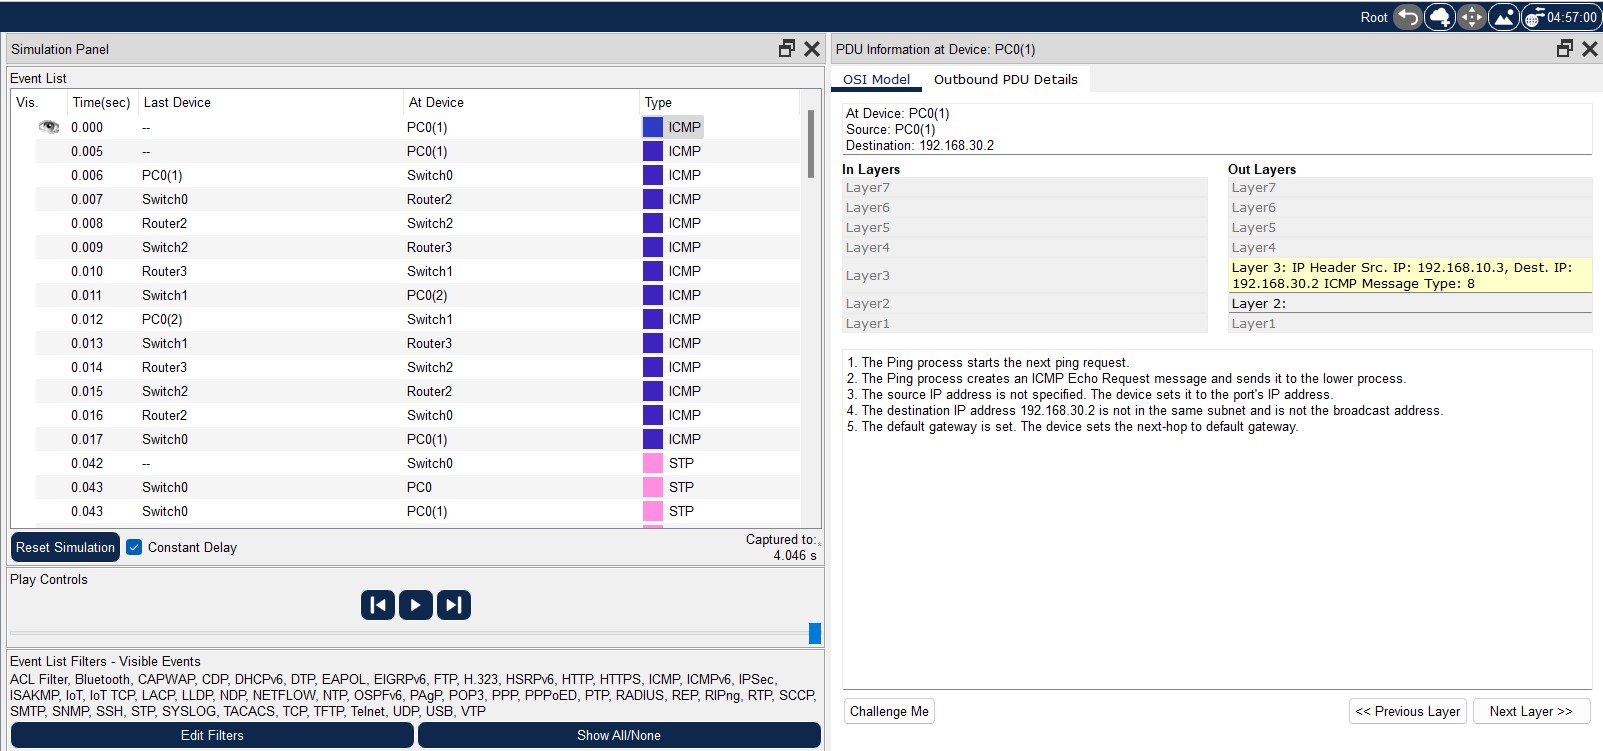 Root
04:57:00
Simulation Panel
Event List
Vis. Time(sec) Last Device At Device Type
0.000 -- PC0(1) ICMP
0.005 -- PC0(1) ICMP
0.006 PC0(1) Switch0 ICMP
0.007 Switch0 Router2 ICMP
0.008 Router2 Switch2 ICMP
0.009 Switch2 Router3 ICMP
0.010 Router3 Switch1 ICMP
0.011 Switch1 PC0(2) ICMP
0.012 PC0(2) Switch1 ICMP
0.013 Switch1 Router3 ICMP
0.014 Router3 Switch2 ICMP
0.015 Switch2 Router2 ICMP
0.016 Router2 Switch0 ICMP
0.017 Switch0 PC0(1) ICMP
0.042 -- Switch0 STP
0.043 Switch0 PC0 STP
0.043 Switch0 PC0(1) STP
Reset Simulation
Constant Delay
Captured to:
4.046 s
Play Controls
Event List Filters - Visible Events
ACL Filter, Bluetooth, CAPWAP, CDP, DHCPv6, DTP, EAPOL, EIGRPv6, FTP, H.323, HSRPv6, HTTP, HTTPS, ICMP, ICMPv6, IPSec,
ISAKMP, IoT, IoT TCP, LACP, LLDP, NDP, NETFLOW, NTP, OSPFv6, PAgP, POP3, PPP, PPPoED, PTP, RADIUS, REP, RIPng, RTP, SCCP,
SMTP, SNMP, SSH, STP, SYSLOG, TACACS, TCP, TFTP, Telnet, UDP, USB, VTP
Edit Filters
Show All/None
PDU Information at Device: PC0(1)
OSI Model
Outbound PDU Details
At Device: PC0(1)
Source: PC0(1)
Destination: 192.168.30.2
In Layers
Layer7
Layer6
Layer5
Layer4
Layer3
Layer2
Layer1
Out Layers
Layer7
Layer6
Layer5
Layer4
Layer 3: IP Header Src. IP: 192.168.10.3, Dest. IP:
192.168.30.2 ICMP Message Type: 8
Layer 2:
Layer1
1. The Ping process starts the next ping request.
2. The Ping process creates an ICMP Echo Request message and sends it to the lower process.
3. The source IP address is not specified. The device sets it to the port's IP address.
4. The destination IP address 192.168.30.2 is not in the same subnet and is not the broadcast address.
5. The default gateway is set. The device sets the next-hop to default gateway.
Challenge Me
<< Previous Layer
Next Layer >>